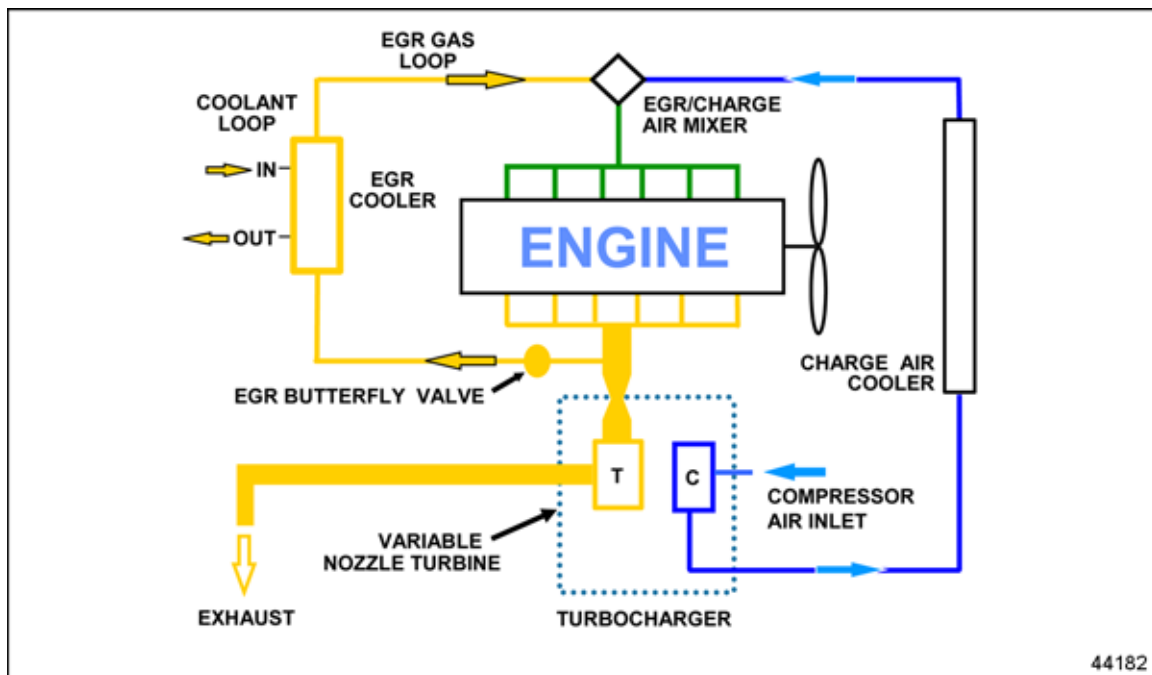 EGR GAS
LOOP
COOLANT
LOOP
IN
OUT
EGR
COOLER
EGR/CHARGE
AIR MIXER
ENGINE
CHARGE AIR
COOLER
EGR BUTTERFLY VALVE
T
C
COMPRESSOR
AIR INLET
VARIABLE
NOZZLE TURBINE
EXHAUST
TURBOCHARGER
44182